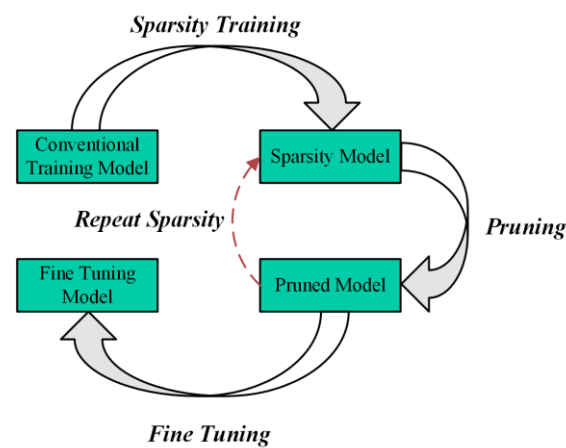 Sparsity Training
Conventional
Training Model
Sparsity Model
Repeat Sparsity
Pruning
Fine Tuning
Model
Pruned Model
Fine Tuning